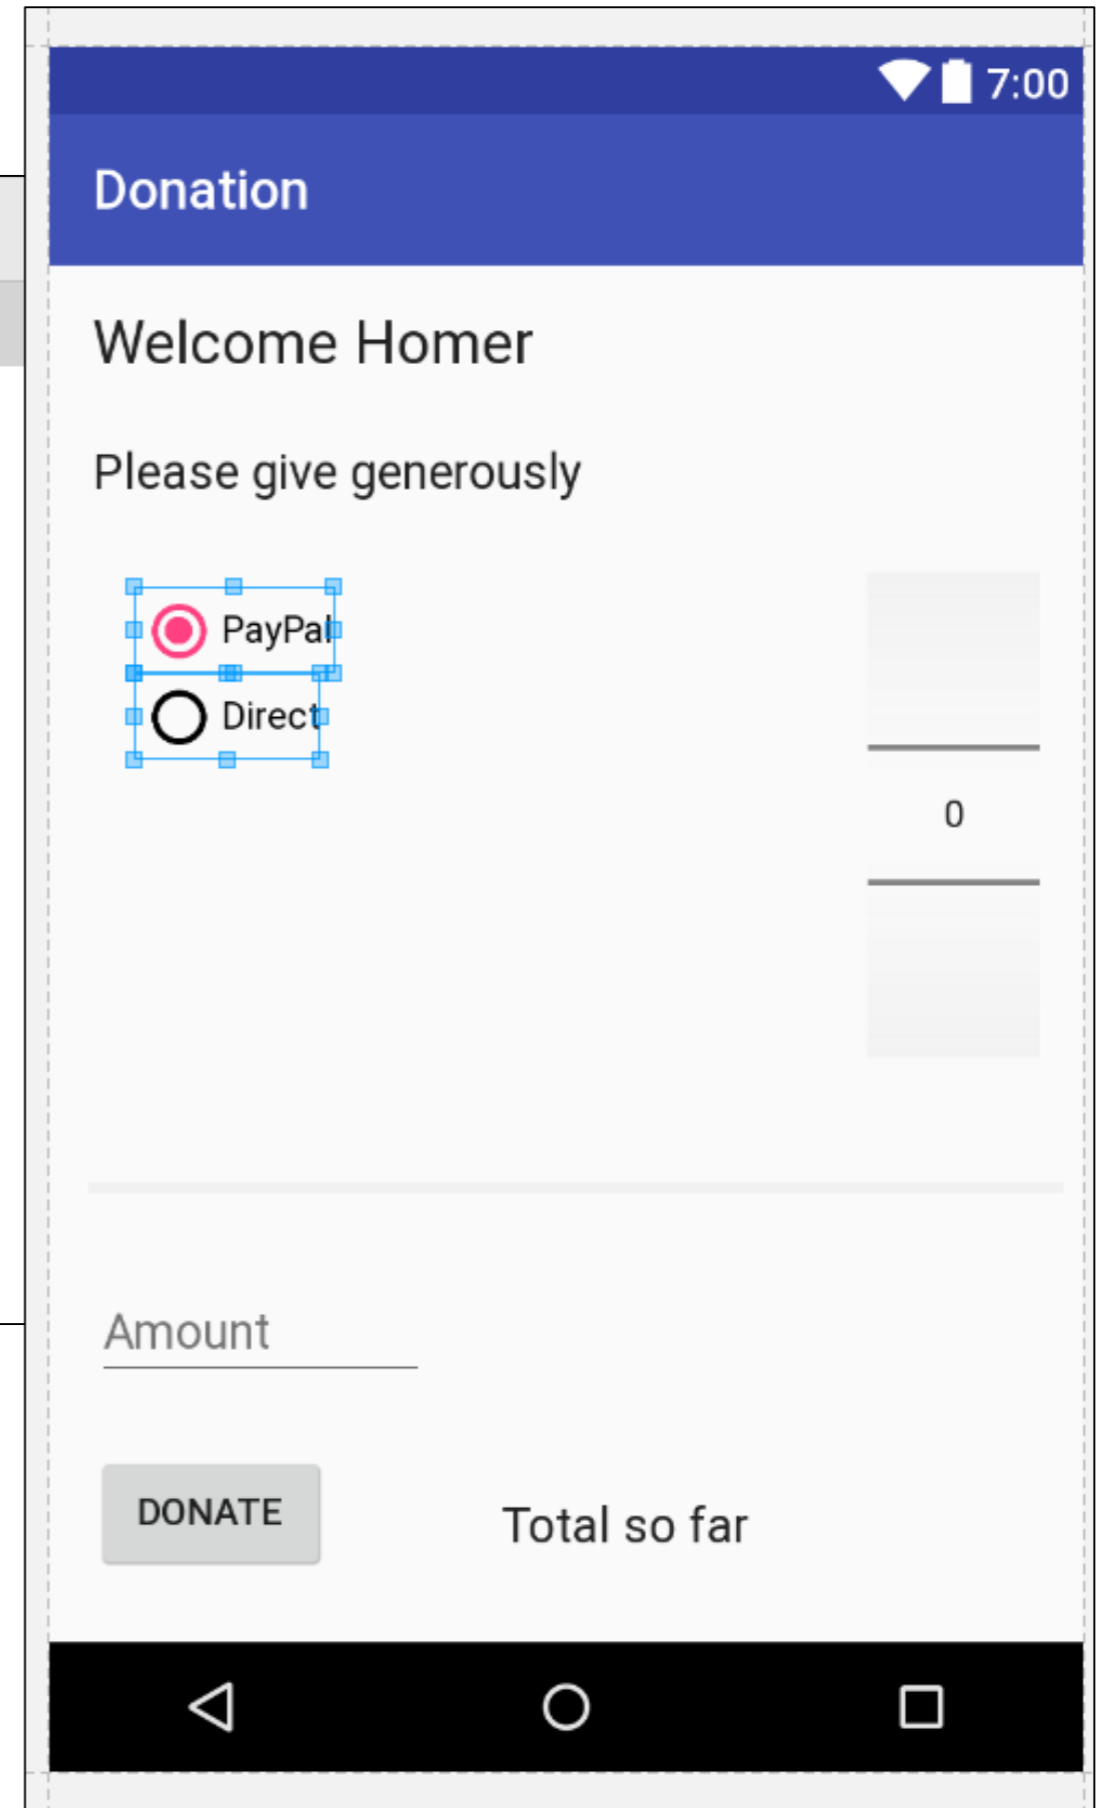 7:00
Donation
Welcome Homer
Please give generously
PayPal
Direct
0
Amount
DONATE
Total so far